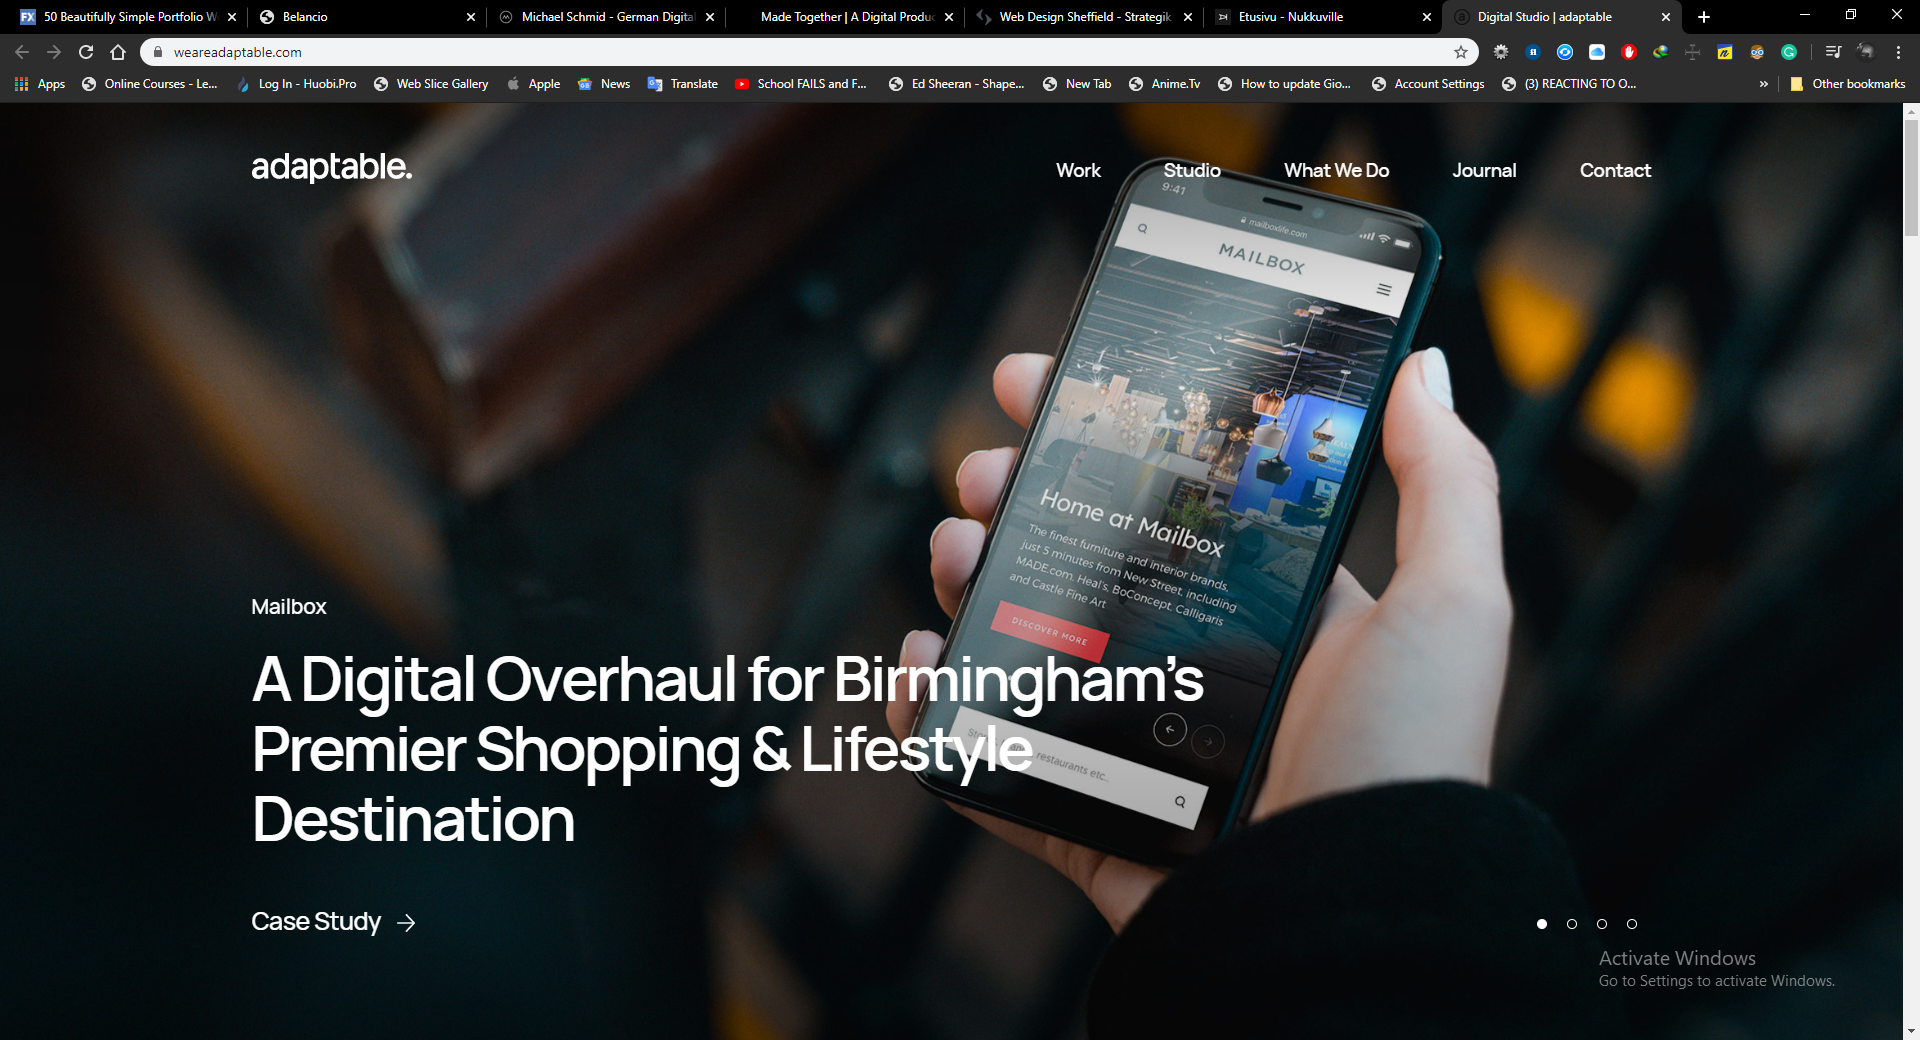 50 Beautifully Simple Portfolio W
Belancio
Michael Schmid - German Digita
Made Together | A Digital Produc
Web Design Sheffield - Strategik
Etusivu - Nukkuville
Digital Studio | adaptable
weareadaptable.com
Apps
Online Courses - Le...
Log In - Huobi.Pro
Web Slice Gallery
Apple
News
Translate
School FAILS and F...
Ed Sheeran - Shape...
New Tab
Anime.Tv
How to update Gio...
Account Settings
(3) REACTING TO O...
Other bookmarks
adaptable.
Work
Studio
What We Do
Journal
Contact
9:41
mailboxlife.com
MAILBOX
Home at Mailbox
The finest furniture and interior brands,
just 5 minutes from New Street, including
MADE.com, Heal's, BoConcept, Calligaris
and Castle Fine Art
DISCOVER MORE
restaurants etc..
Mailbox
A Digital Overhaul for Birmingham's
Premier Shopping & Lifestyle
Destination
Case Study
Activate Windows
Go to Settings to activate Windows.